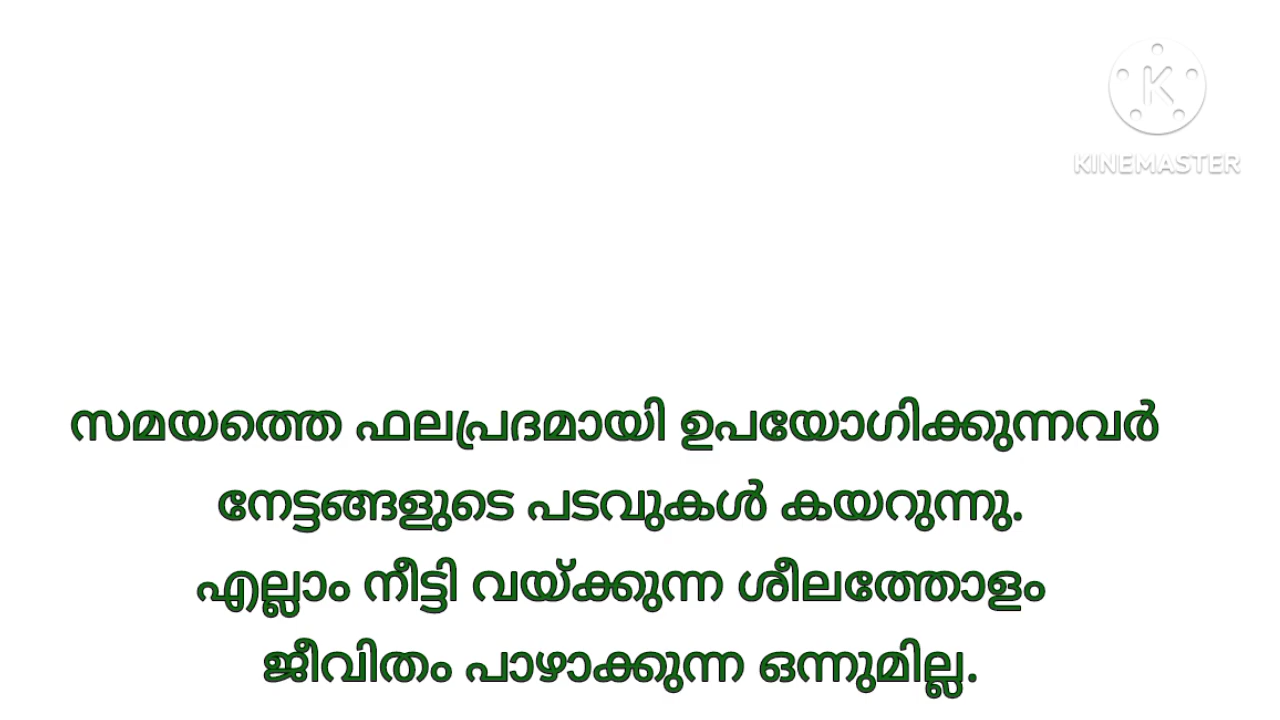 KINEMASTER
സമയത്തെ ഫലപ്രദമായി ഉപയോഗിക്കുന്നവർ
നേട്ടങ്ങളുടെ പടവുകൾ കയറുന്നു.
എല്ലാം നീട്ടി വയ്ക്കുന്ന ശീലത്തോളം
ജീവിതം പാഴാക്കുന്ന ഒന്നുമില്ല.